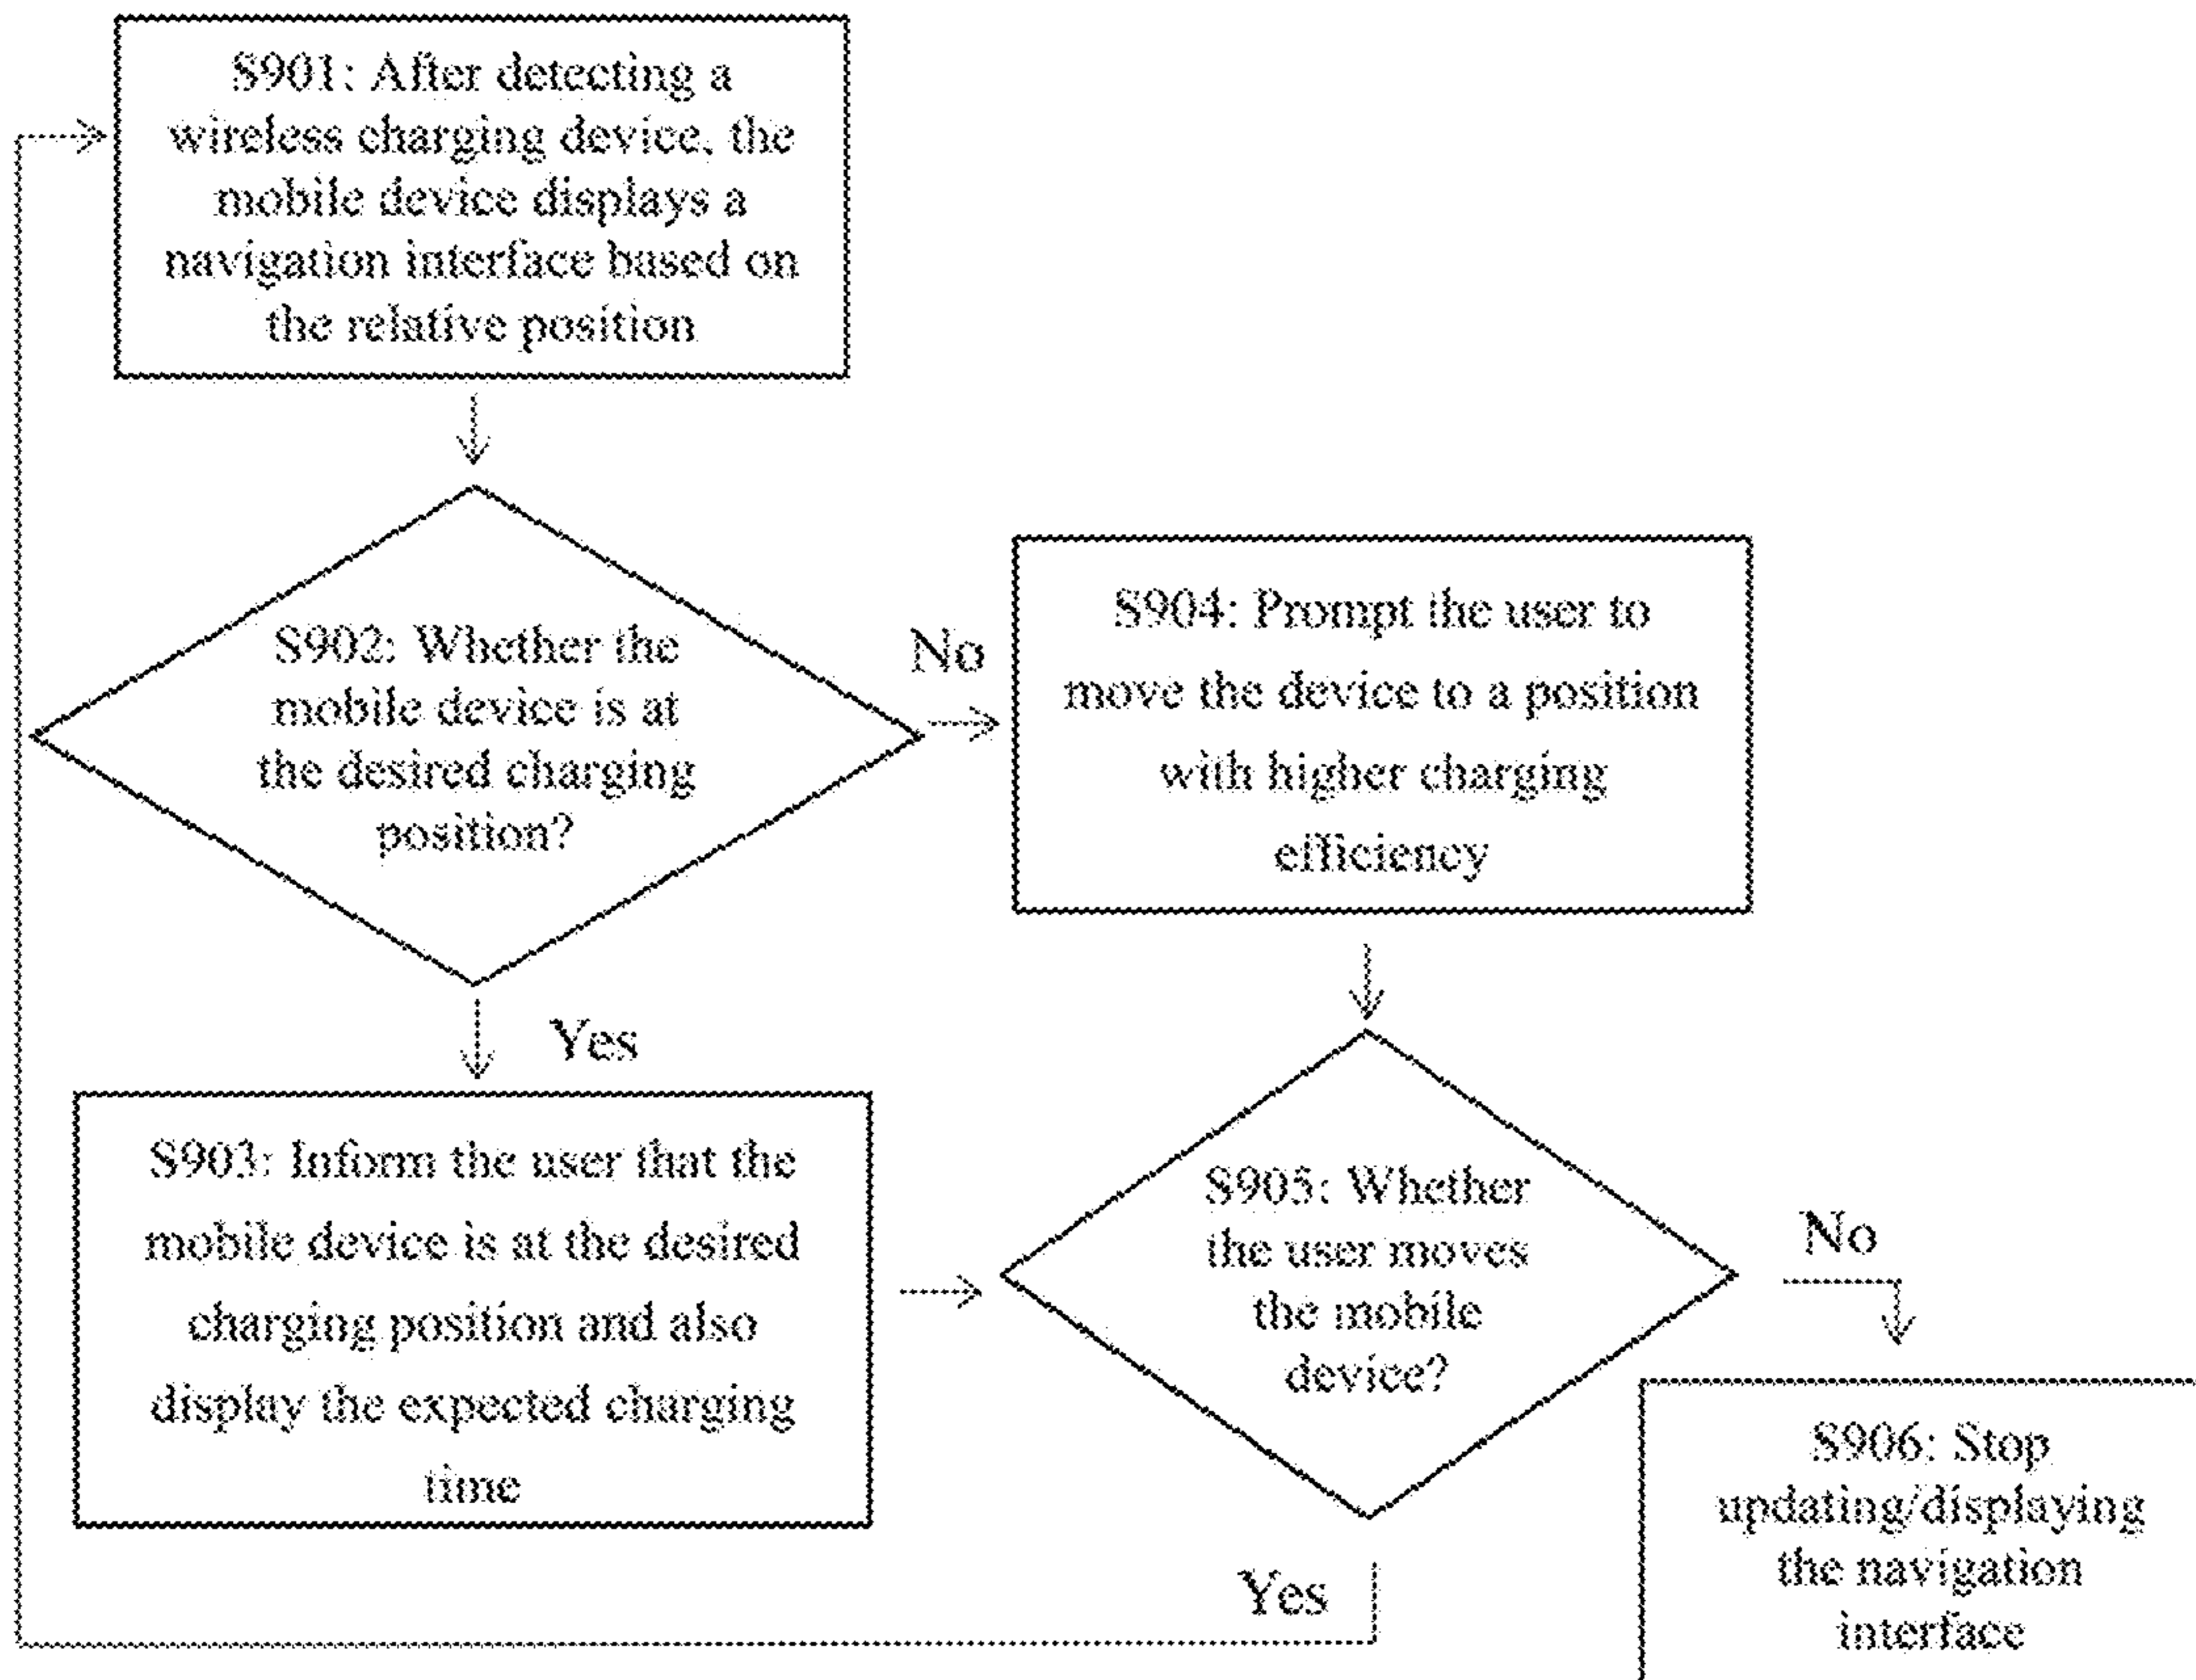 S901: After detecting a
wireless charging device, the
mobile device displays a
navigation interface based on
the relative position
S902: Whether the
mobile device is at
the desired charging
position?
No
S904: Prompt the user to
move the device to a position
with higher charging
efficiency
Yes
S903: Inform the user that the
mobile device is at the desired
charging position and also
display the expected charging
time
S905: Whether
the user moves
the mobile
device?
No
Yes
S906: Stop
updating/displaying
the navigation
interface